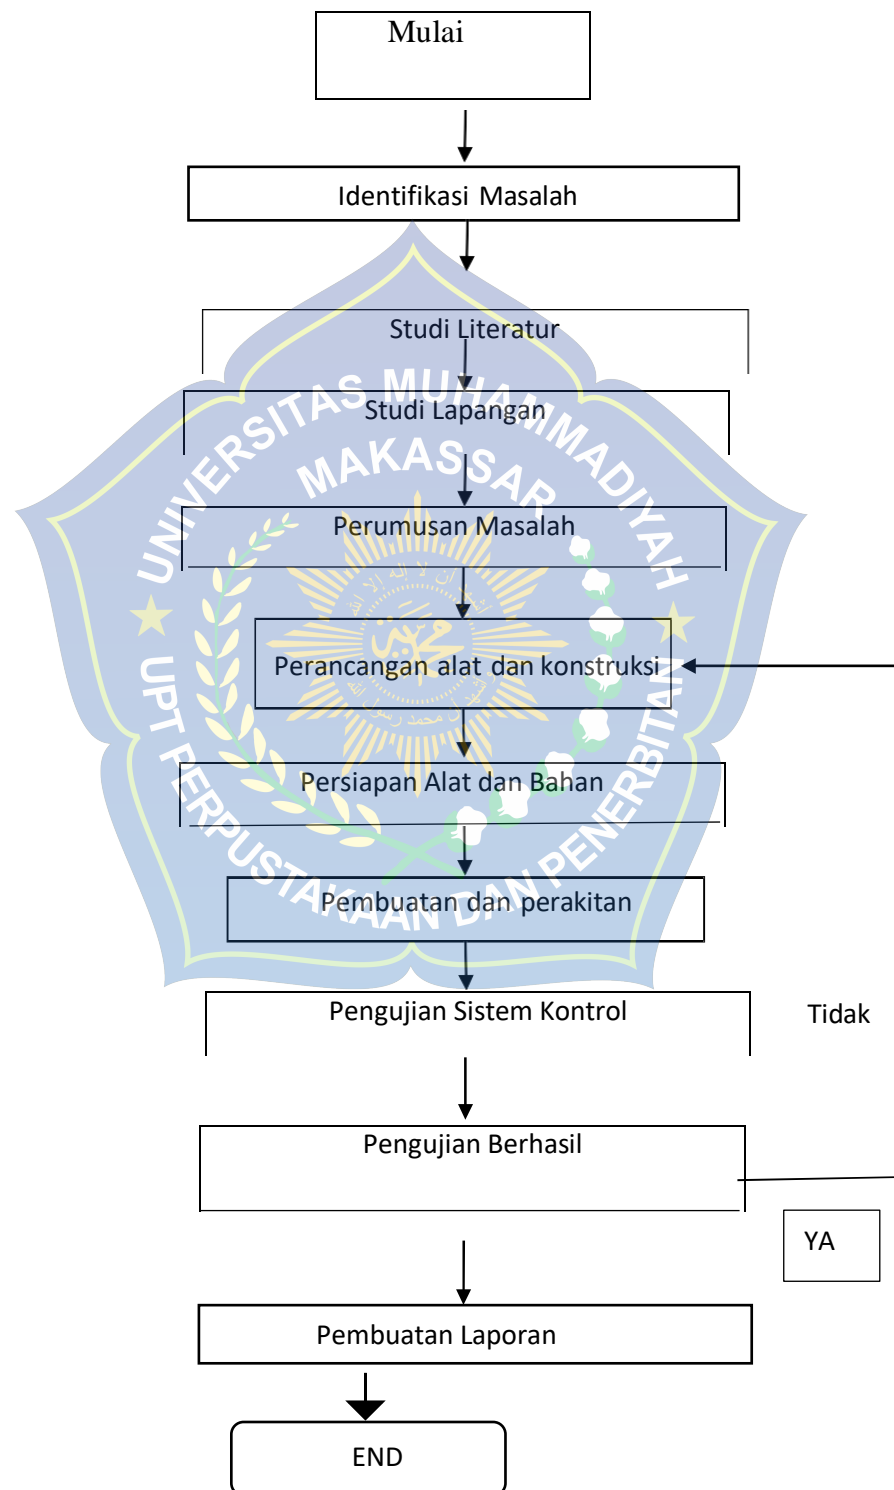 Mulai
Identifikasi Masalah
Studi Literatur
Studi Lapangan
Perumusan Masalah
Perancangan alat dan konstruksi
Persiapan Alat dan Bahan
Pembuatan dan perakitan
Pengujian Sistem Kontrol
Tidak
Pengujian Berhasil
YA
Pembuatan Laporan
END
UNIVERSITAS MUHAMMADIYAH
MAKASSAR
UPT PERPUSTAKAAN DAN PENERBITAN